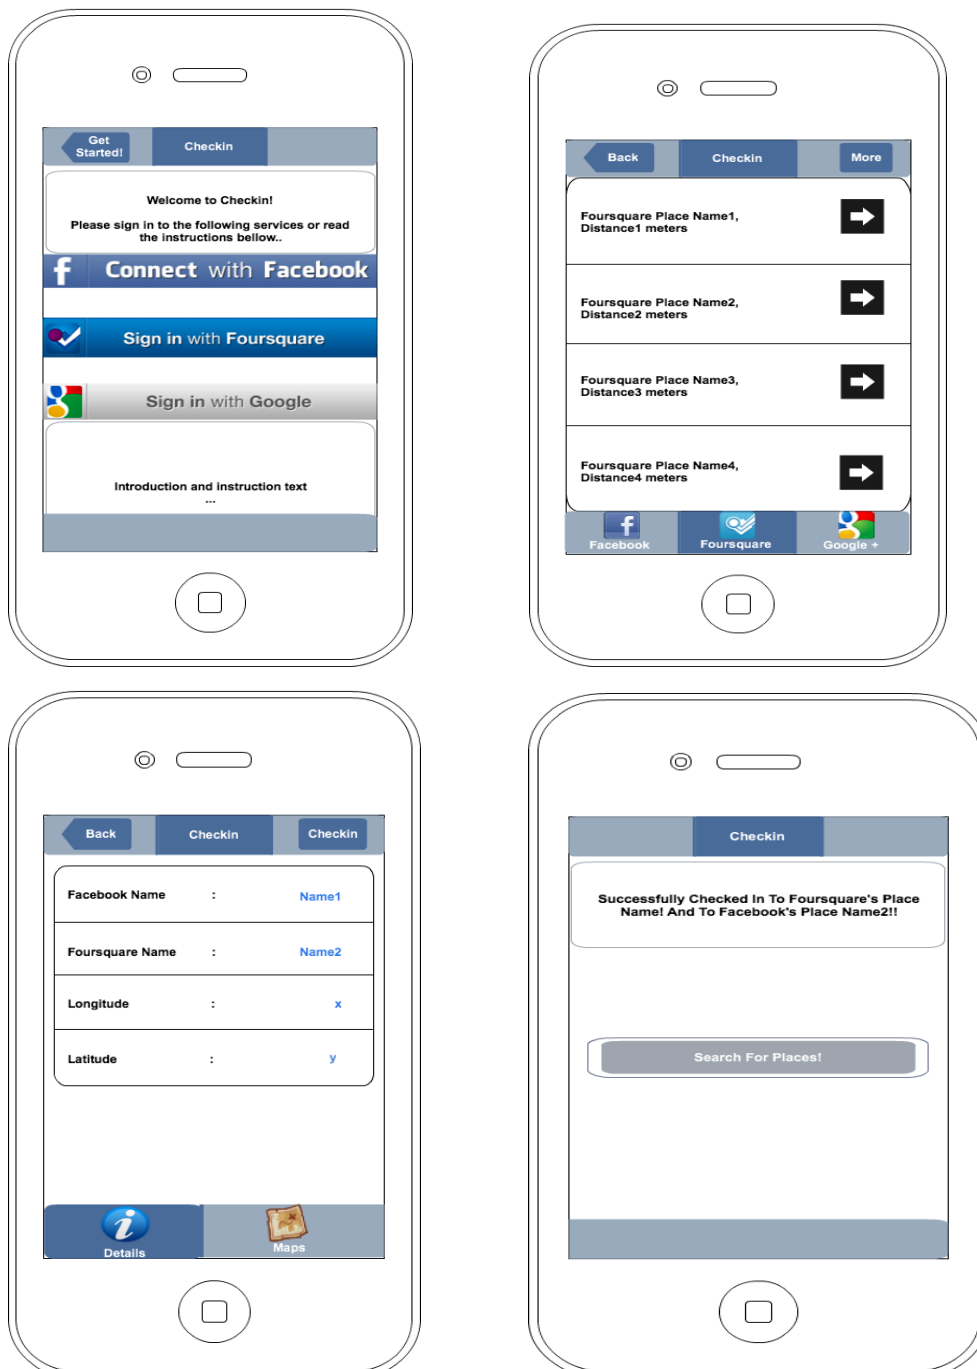 Get
Started!
Checkin
Welcome to Checkin!
Please sign in to the following services or read
the instructions bellow..
f Connect with Facebook
Sign in with Foursquare
g Sign in with Google
Introduction and instruction text
...
Back
Checkin
More
Foursquare Place Name1,
Distance1 meters
Foursquare Place Name2,
Distance2 meters
Foursquare Place Name3,
Distance3 meters
Foursquare Place Name4,
Distance4 meters
f
Facebook
Foursquare
g
Google +
Back
Checkin
Checkin
Facebook Name : Name1
Foursquare Name : Name2
Longitude : x
Latitude : y
i
Details
Maps
Checkin
Successfully Checked In To Foursquare's Place
Name! And To Facebook's Place Name2!!
Search For Places!